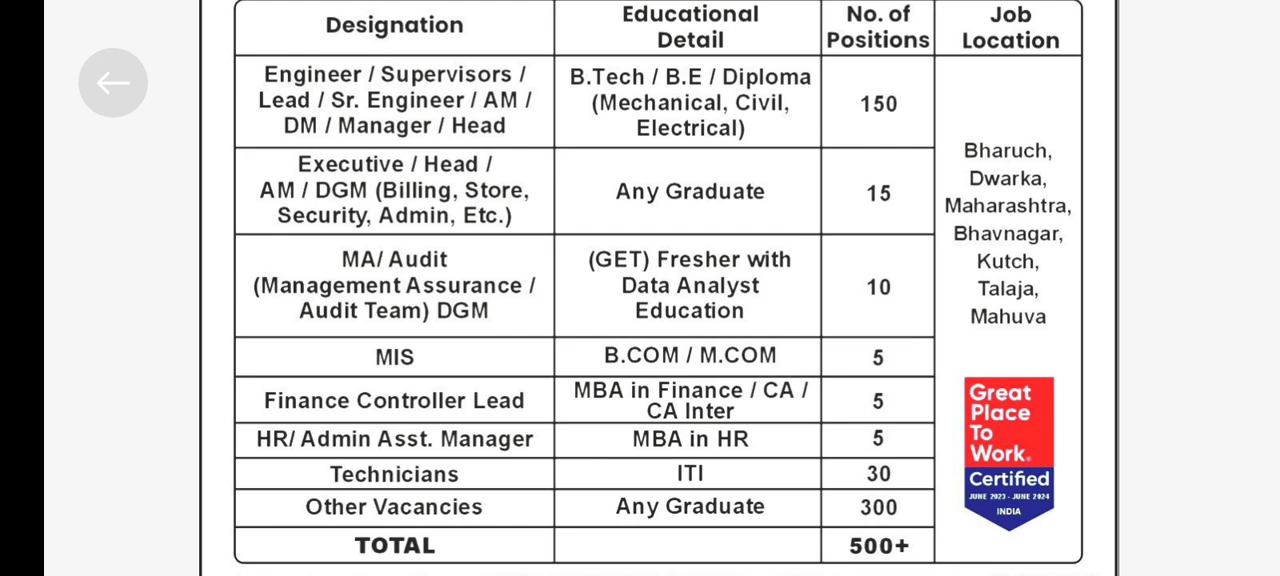 Designation
Educational
Detail
No. of
Positions
Job
Location
Engineer / Supervisors /
Lead / Sr. Engineer / AM /
DM / Manager / Head
B.Tech / B.E / Diploma
(Mechanical, Civil,
Electrical)
150
Executive / Head /
AM / DGM (Billing, Store,
Security, Admin, Etc.)
Any Graduate
15
MA/ Audit
(Management Assurance /
Audit Team) DGM
(GET) Fresher with
Data Analyst
Education
10
MIS
B.COM / M.COM
5
Finance Controller Lead
MBA in Finance / CA /
CA Inter
5
HR/ Admin Asst. Manager
MBA in HR
5
Technicians
ITI
30
Other Vacancies
Any Graduate
300
TOTAL
500+
Bharuch,
Dwarka,
Maharashtra,
Bhavnagar,
Kutch,
Talaja,
Mahuva
Great
Place
To
Work.
Certified
JUNE 2023 - JUNE 2024
INDIA